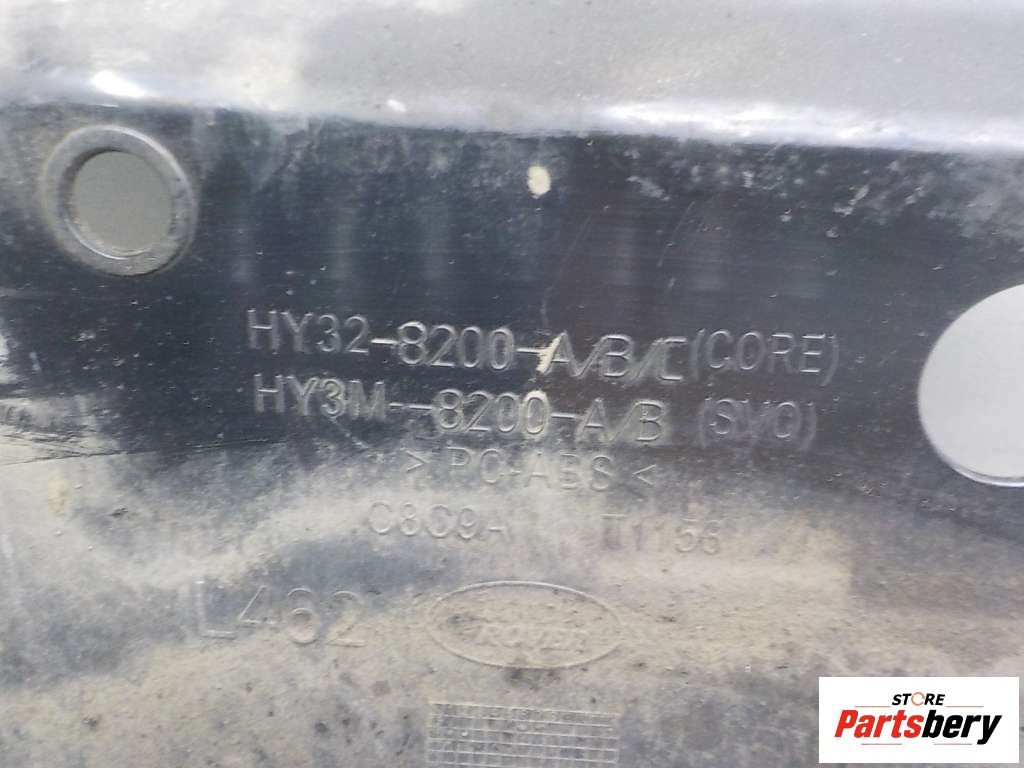 HY32-8200-A/B/C (CORE)
HY3M-8200-A/B (SVO)
>PC-ABS<
L462
ROVER
STORE
Partsbery